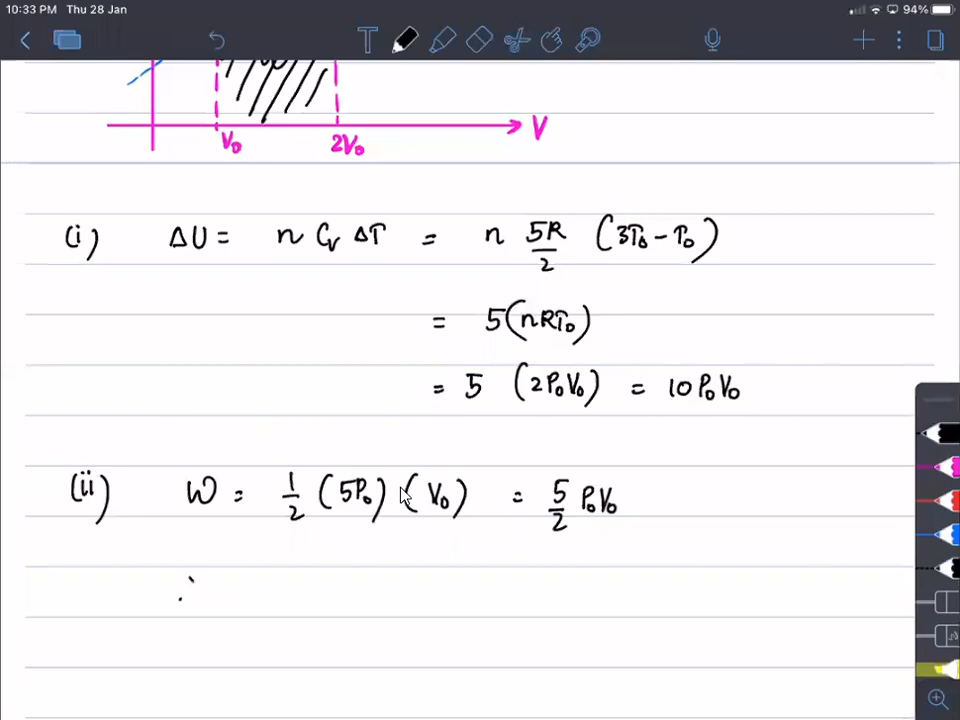 10:33 PM Thu 28 Jan 94%
V
V₀ 2V₀
(i) ΔU = n Cv ΔT = n 5R/2 (3T₀ - T₀)
= 5(nRT₀)
= 5 (2P₀V₀) = 10P₀V₀
(ii) W = 1/2 (5P₀) (V₀) = 5/2 P₀V₀